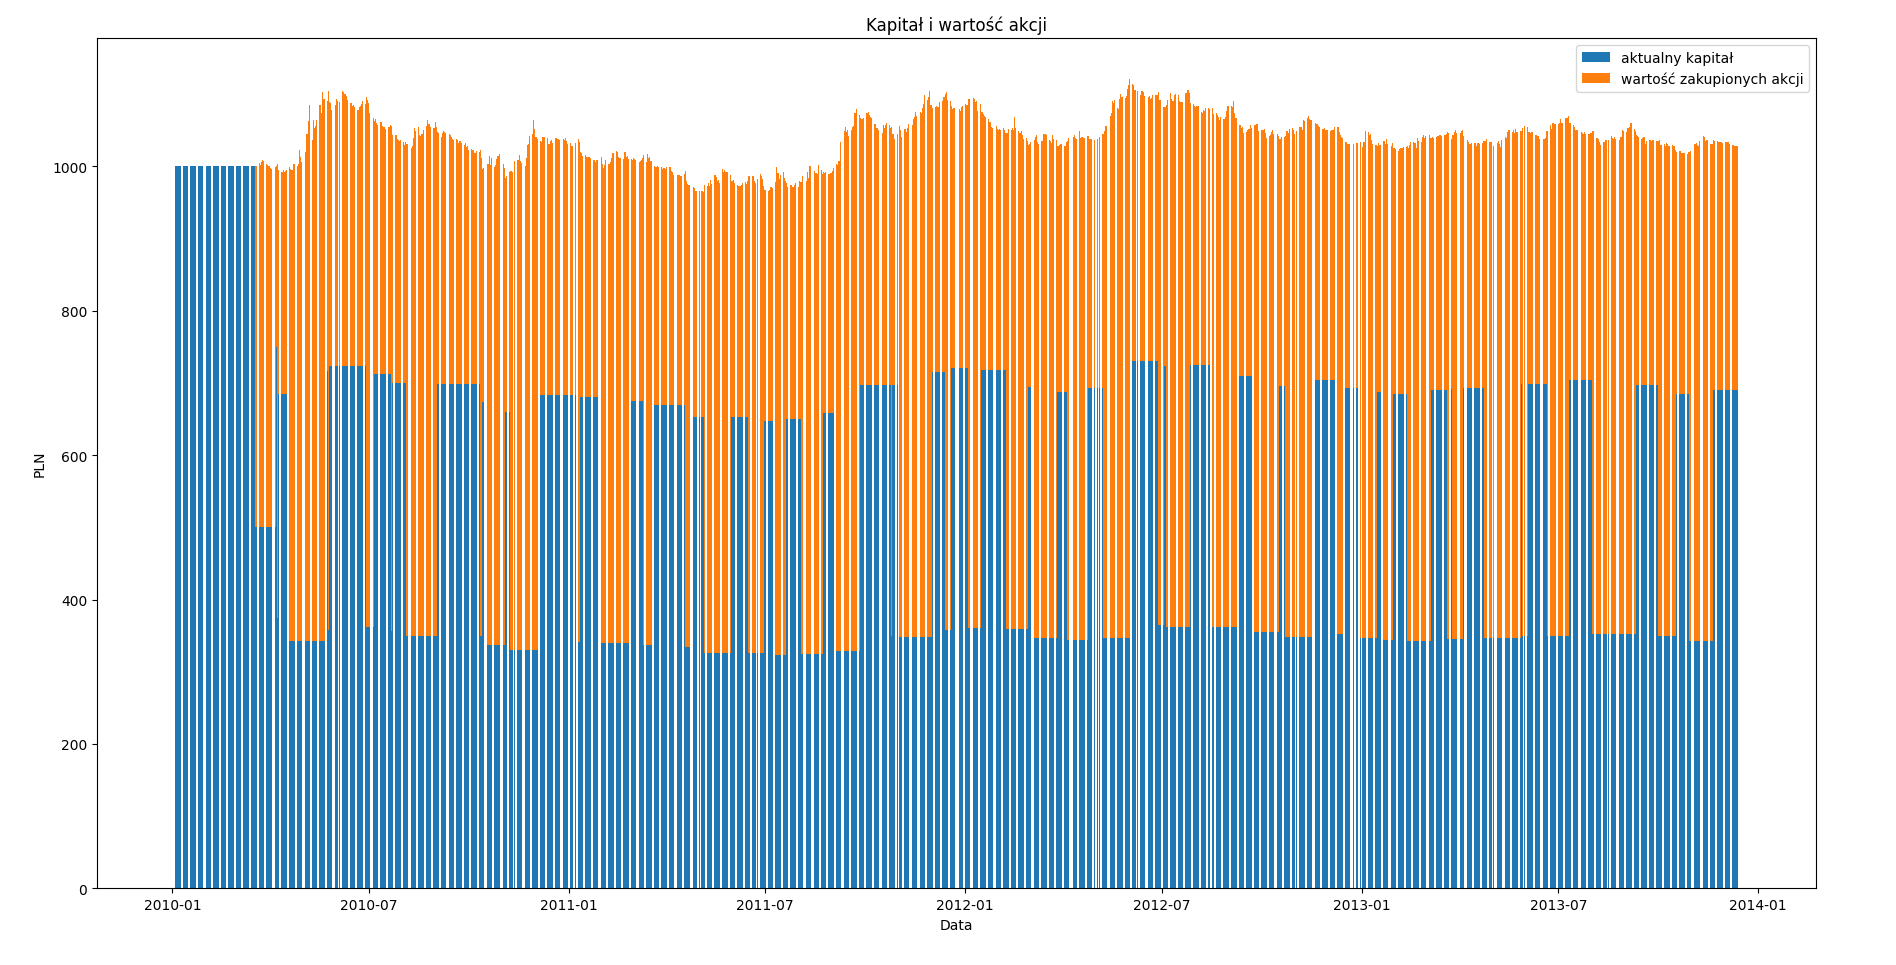 Kapitał i wartość akcji
aktualny kapitał
wartość zakupionych akcji
PLN
1000
800
600
400
200
0
2010-01 2010-07 2011-01 2011-07 2012-01 2012-07 2013-01 2013-07 2014-01
Data